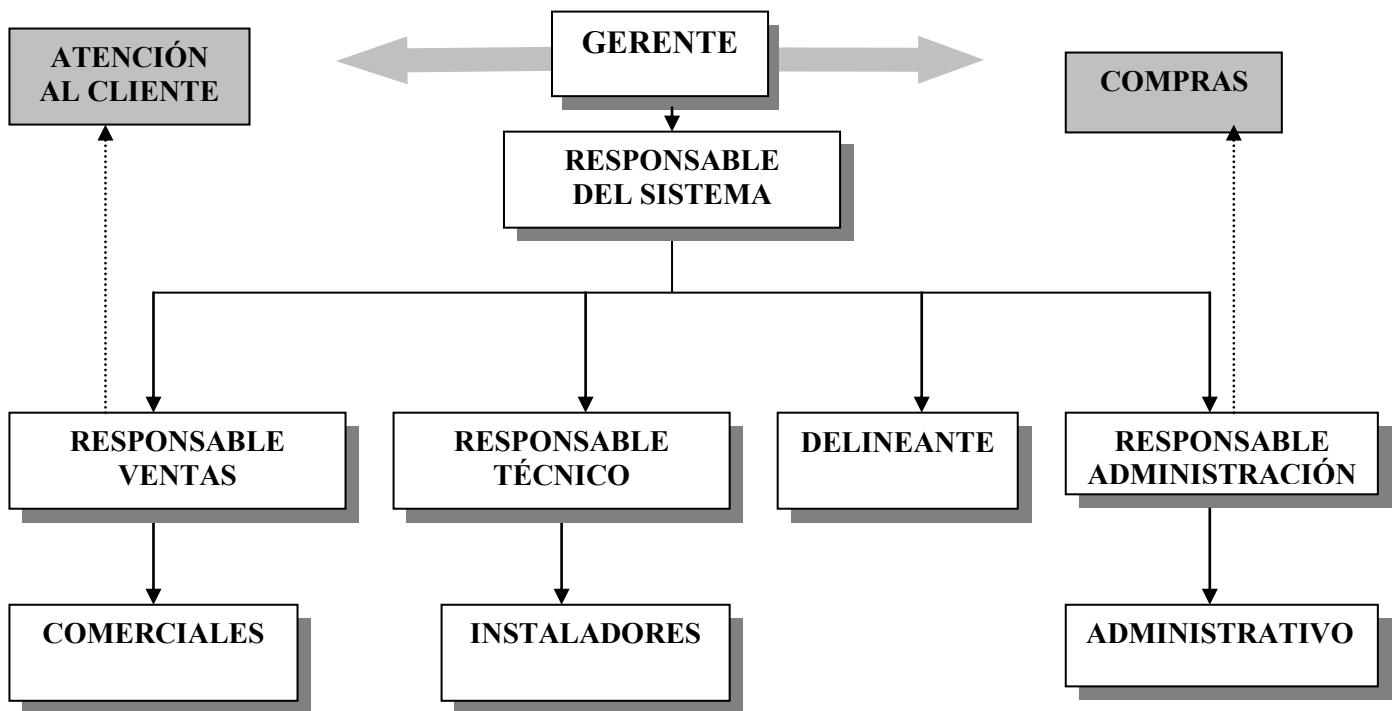 GERENTE
ATENCIÓN
AL CLIENTE
COMPRAS
RESPONSABLE
DEL SISTEMA
RESPONSABLE
VENTAS
RESPONSABLE
TÉCNICO
DELINEANTE
RESPONSABLE
ADMINISTRACIÓN
COMERCIALES
INSTALADORES
ADMINISTRATIVO